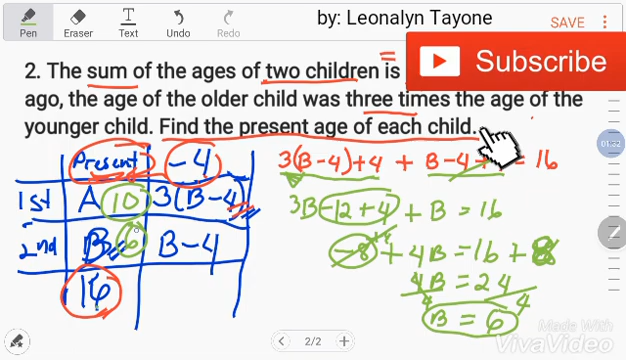 by: Leonalyn Tayone
SAVE
Pen
Eraser
Text
Undo
Redo
Subscribe
2. The sum of the ages of two children is
ago, the age of the older child was three times the age of the
younger child. Find the present age of each child.
Present -4
1st A 10 3(B-4)
2nd B=6 B-4
16
3(B-4)+4 + B-4+ = 16
3B-12+4+B=16
-8+4B=16+8
4B=24
4 4
B=6
2/2
Made with
VivaVideo